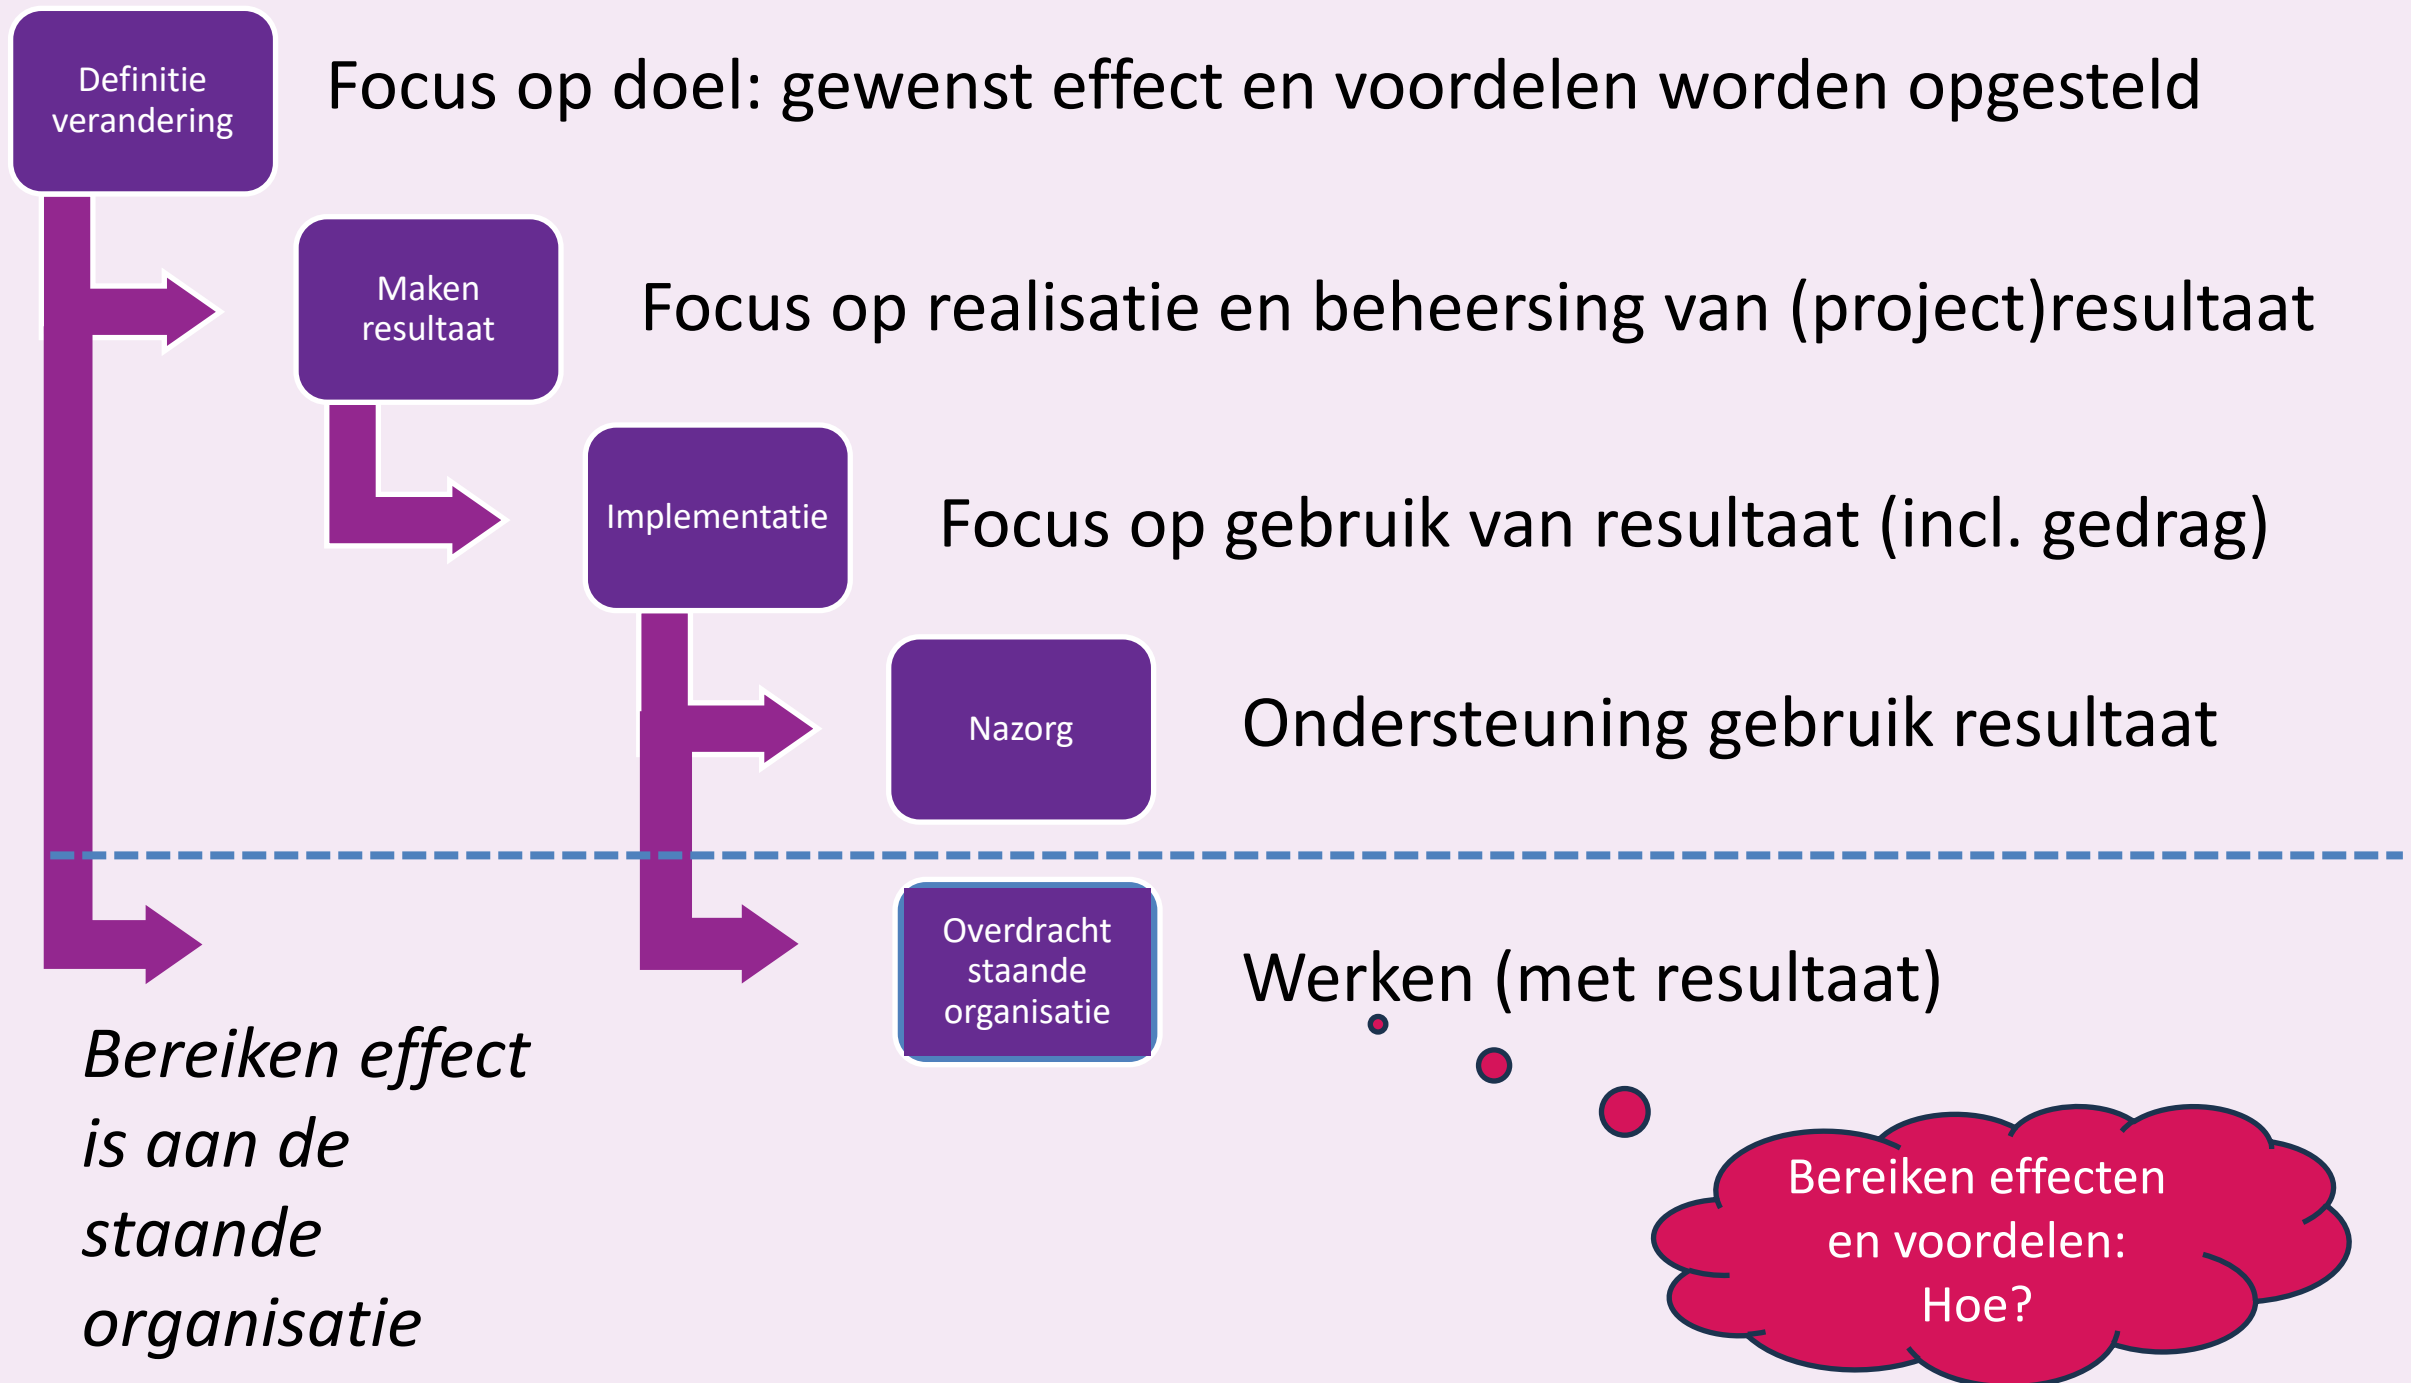 Definitie
verandering
Focus op doel: gewenst effect en voordelen worden opgesteld
Maken
resultaat
Focus op realisatie en beheersing van (project)resultaat
Implementatie
Focus op gebruik van resultaat (incl. gedrag)
Nazorg
Ondersteuning gebruik resultaat
Overdracht
staande
organisatie
Werken (met resultaat)
Bereiken effect
is aan de
staande
organisatie
Bereiken effecten
en voordelen:
Hoe?